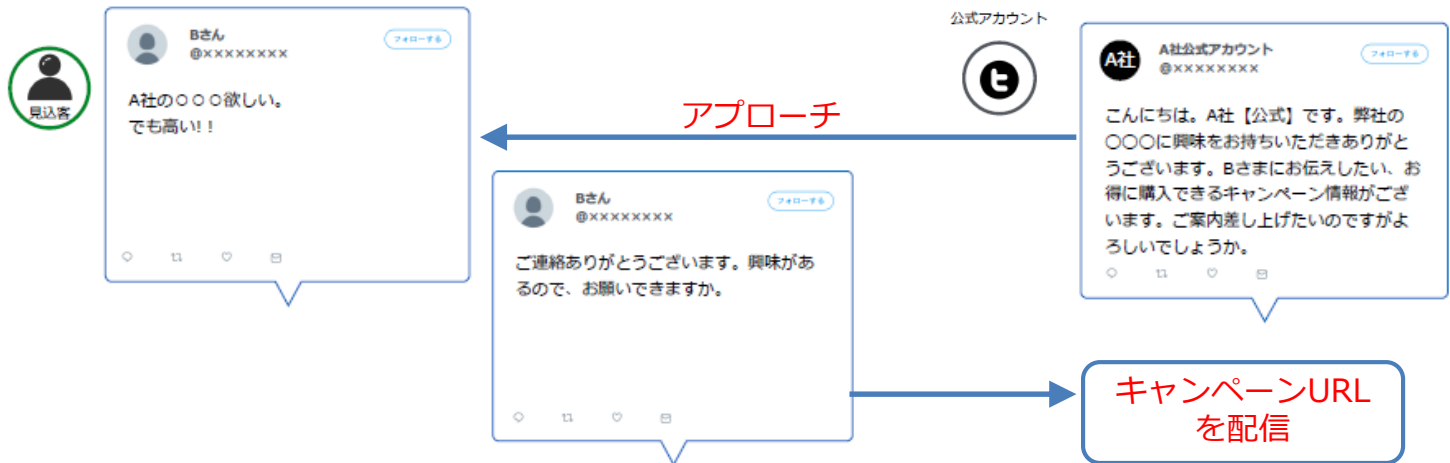 見込客
Bさん
@××××××××
フォローする
A社の○○○欲しい。
でも高い!!
アプローチ
公式アカウント
A社
A社公式アカウント
@××××××××
フォローする
こんにちは。A社【公式】です。弊社の
○○○に興味をお持ちいただきありがと
うございます。Bさまにお伝えしたい、お
得に購入できるキャンペーン情報がござ
います。ご案内差し上げたいのですがよ
ろしいでしょうか。
Bさん
@××××××××
フォローする
ご連絡ありがとうございます。興味があ
るので、お願いできますか。
キャンペーンURL
を配信